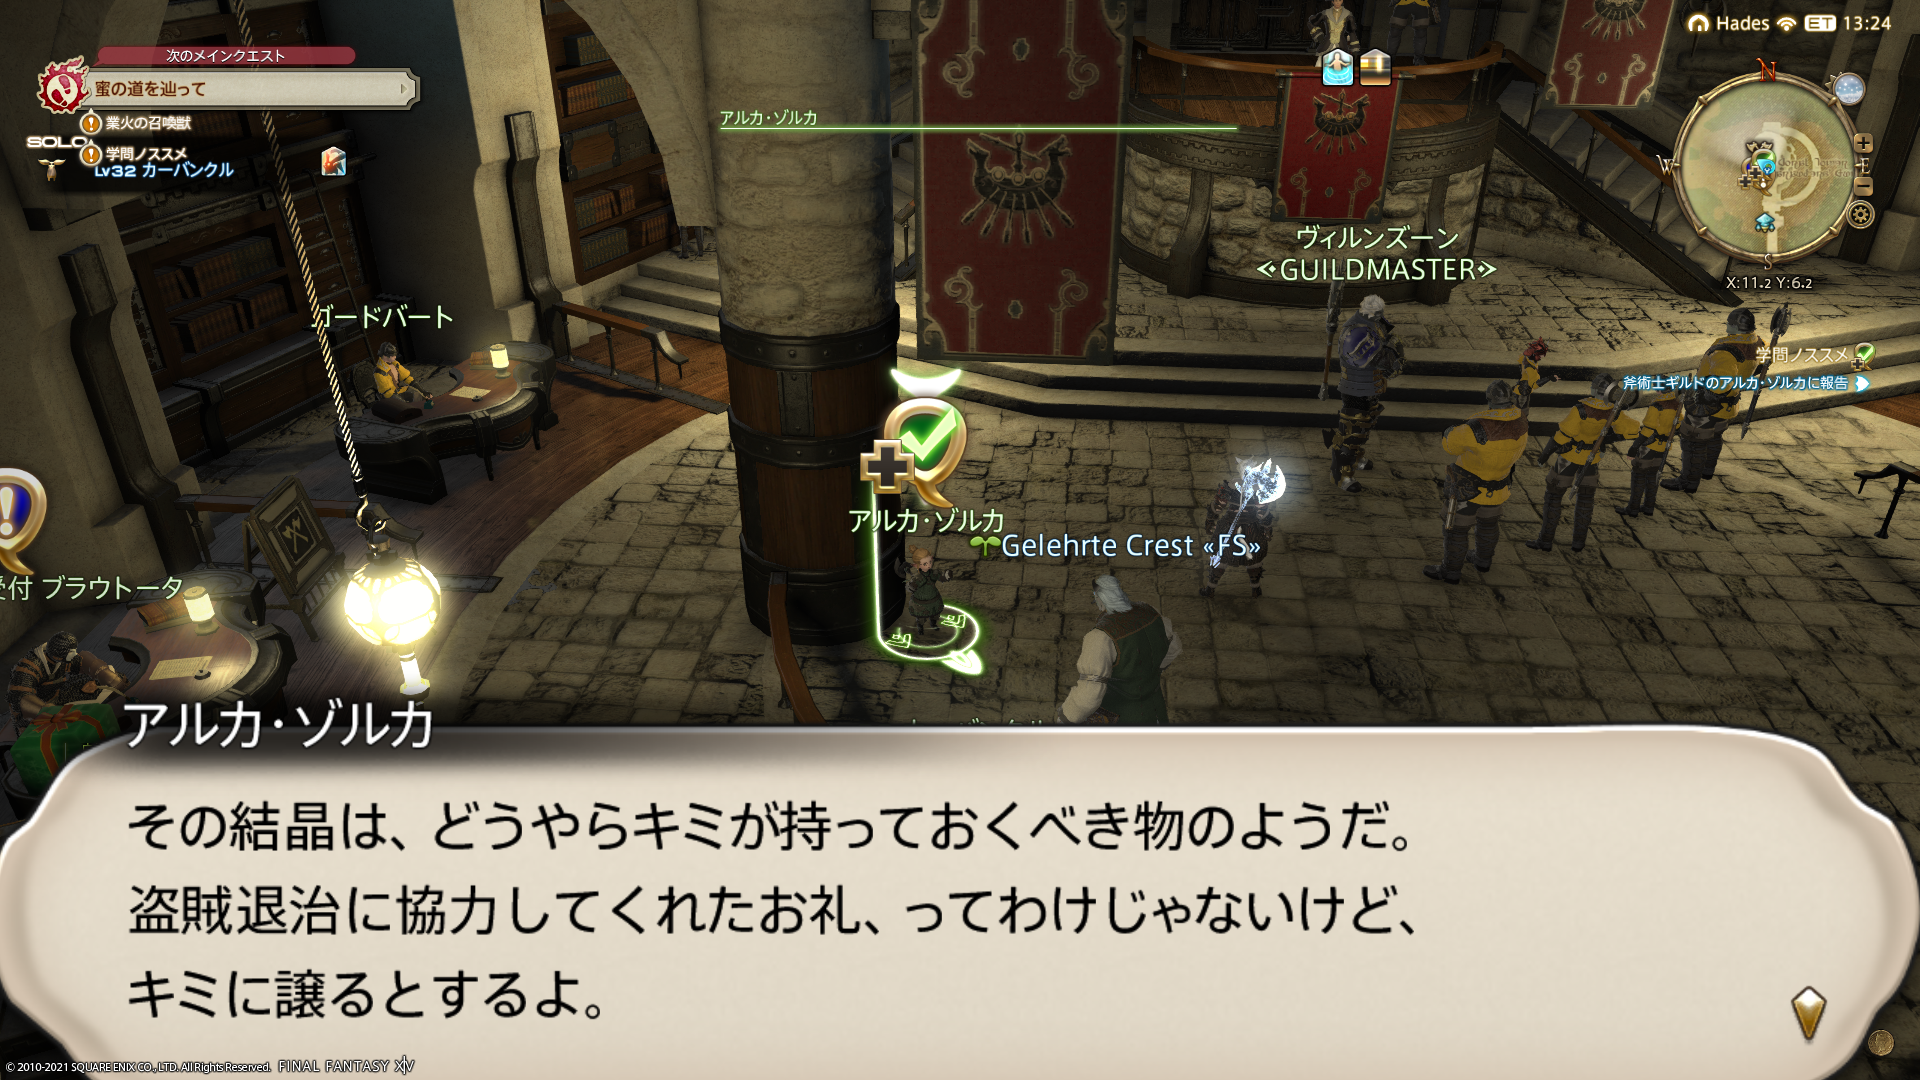 Hades ET 13:24
次のメインクエスト
蜜の道を辿って
業火の召喚獣
SOLO
学問ノススメ
Lv32 カーバンクル
アルカ・ゾルカ
N
W
E
S
X:11.2 Y:6.2
ヴィルンズーン
«GUILDMASTER»
ゴードバート
学問ノススメ
斧術士ギルドのアルカ・ゾルカに報告
アルカ・ゾルカ
Gelehrte Crest «FS»
受付 ブラウトータ
アルカ・ゾルカ
その結晶は、どうやらキミが持っておくべき物のようだ。
盗賊退治に協力してくれたお礼、ってわけじゃないけど、
キミに譲るとするよ。
© 2010-2021 SQUARE ENIX CO., LTD. All Rights Reserved. FINAL FANTASY XIV